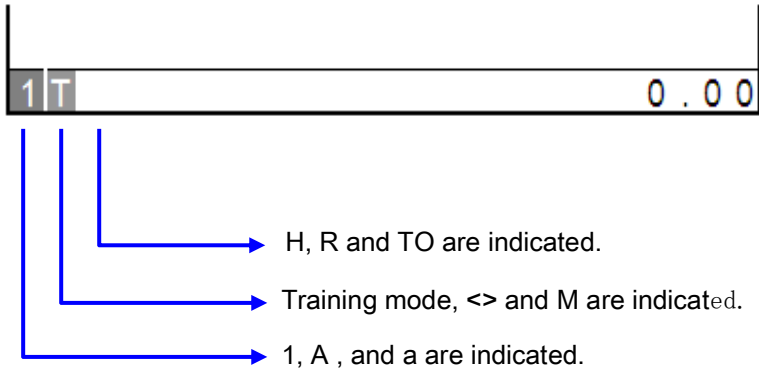 1 T 0.00
H, R and TO are indicated.
Training mode, <> and M are indicated.
1, A , and a are indicated.